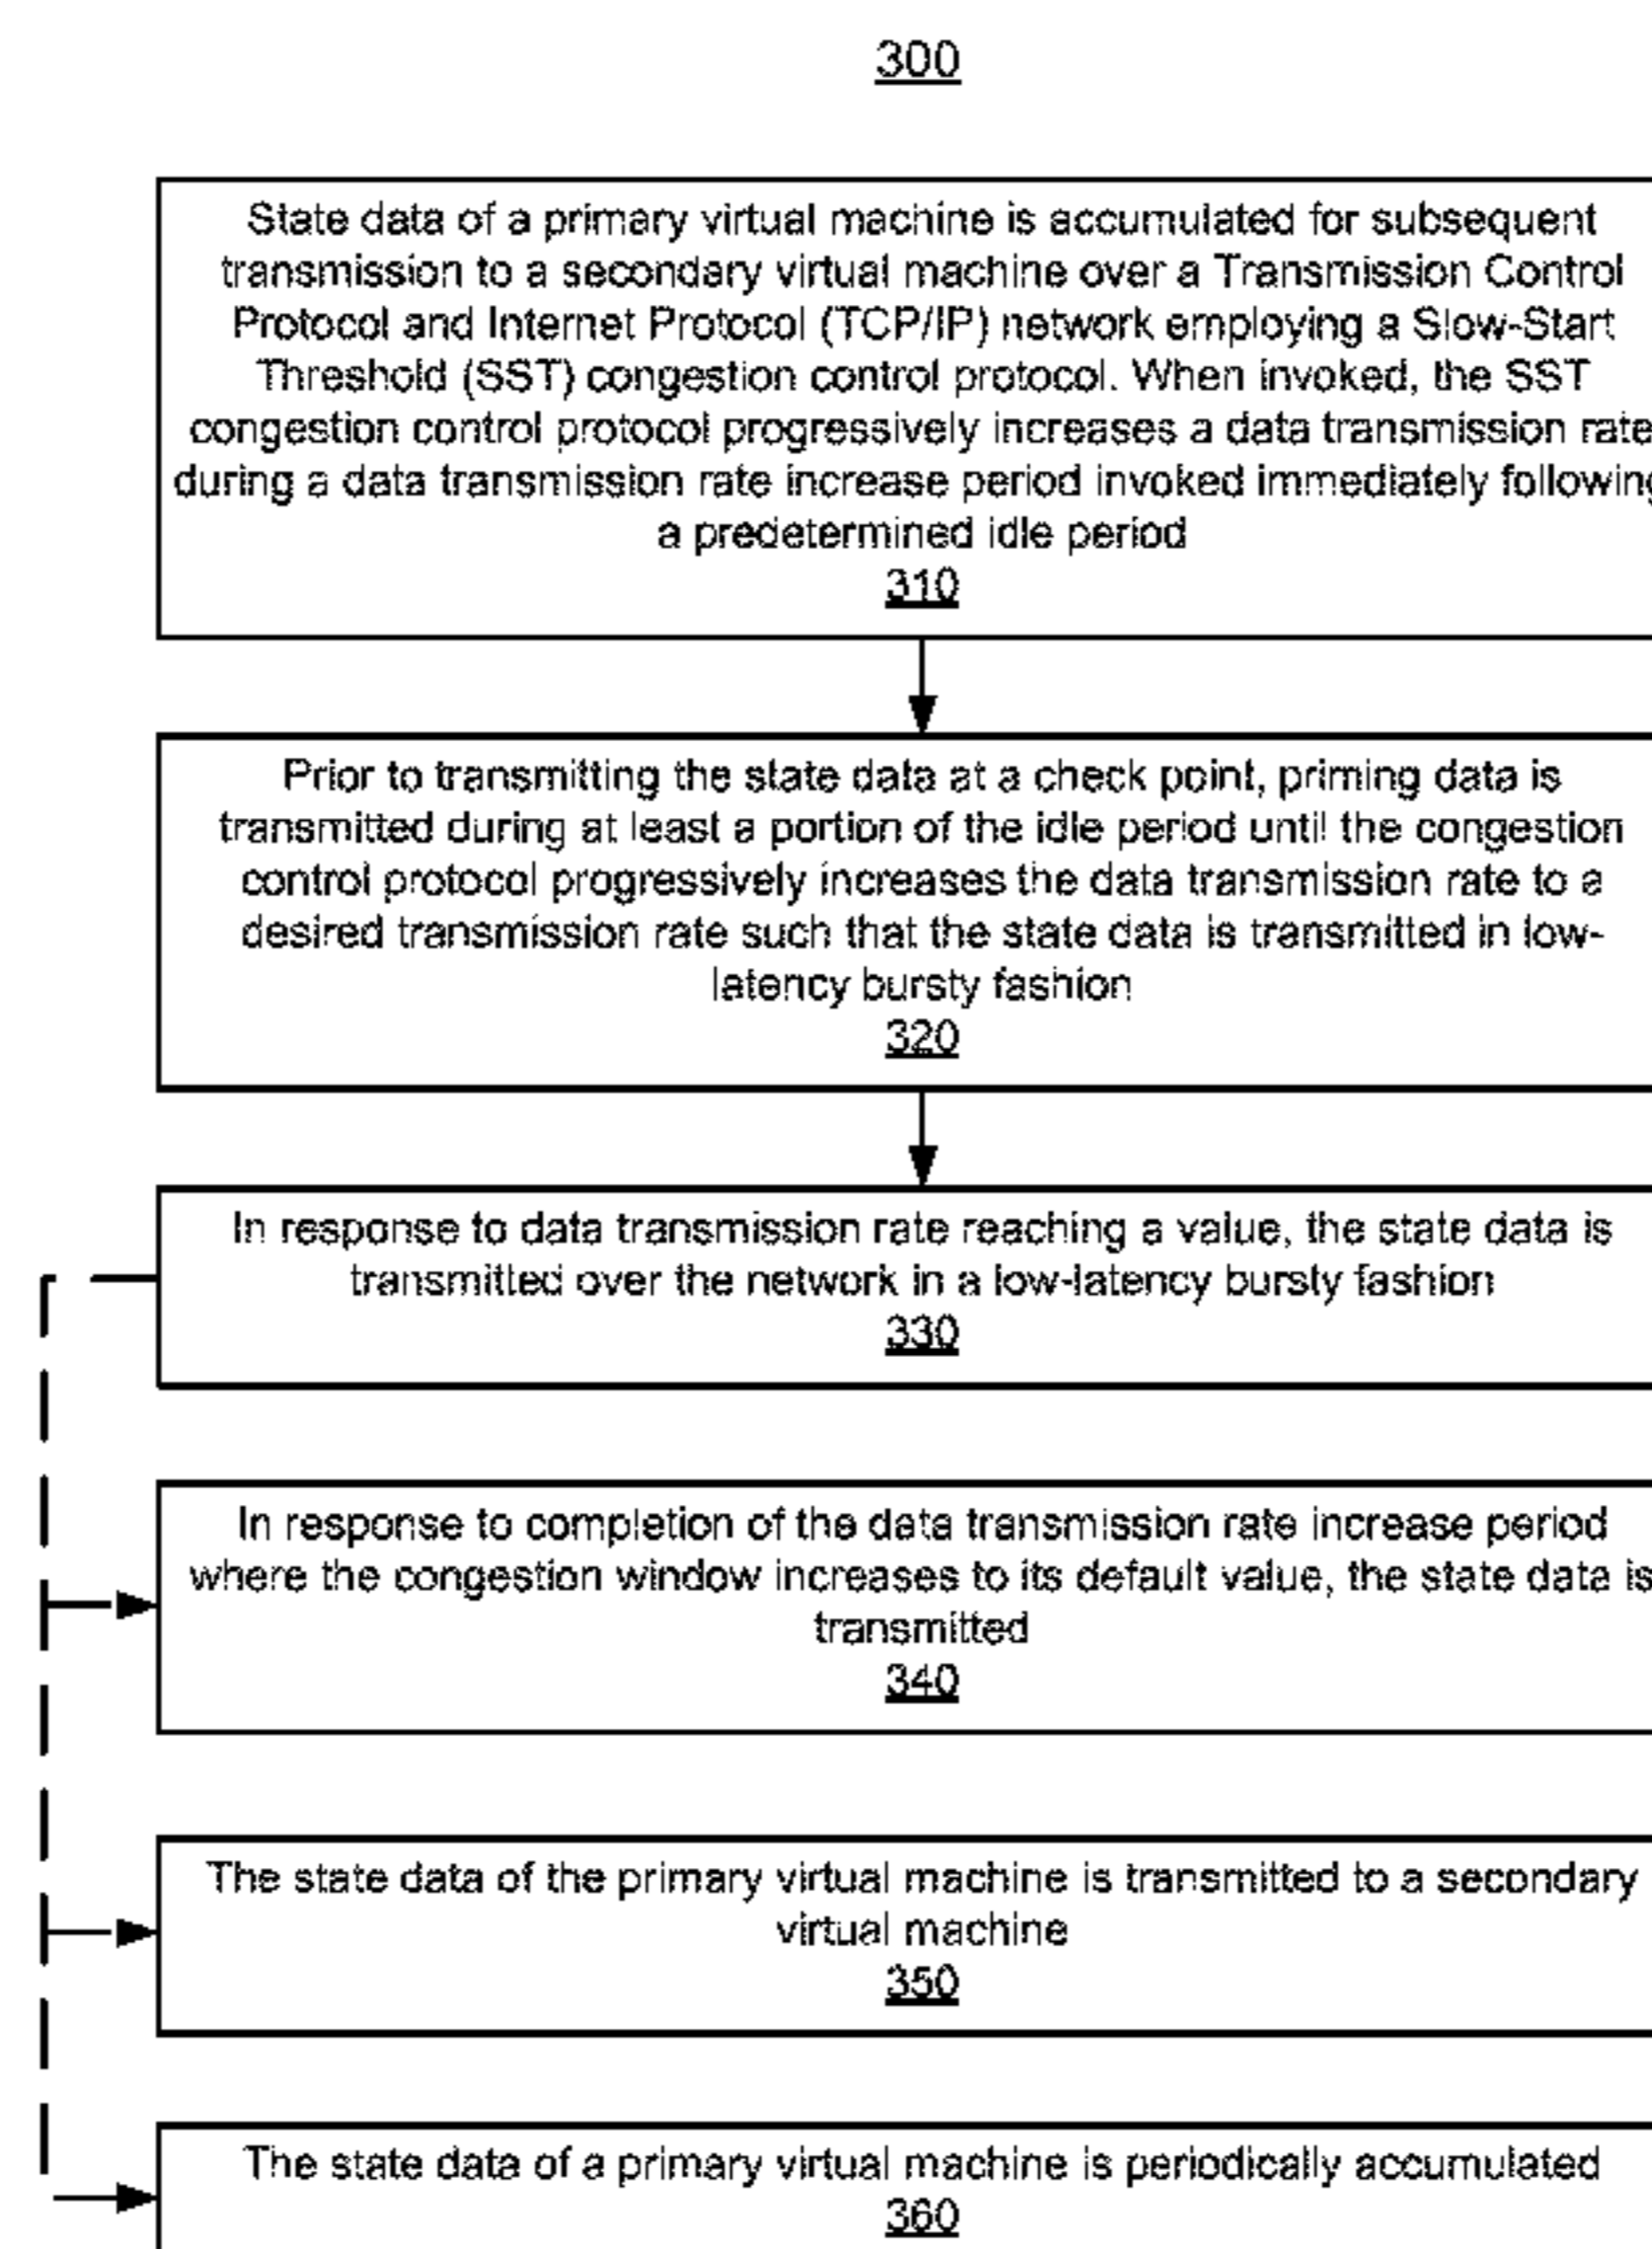 300
State data of a primary virtual machine is accumulated for subsequent
transmission to a secondary virtual machine over a Transmission Control
Protocol and Internet Protocol (TCP/IP) network employing a Slow-Start
Threshold (SST) congestion control protocol. When invoked, the SST
congestion control protocol progressively increases a data transmission rate
during a data transmission rate increase period invoked immediately following
a predetermined idle period
310
Prior to transmitting the state data at a check point, priming data is
transmitted during at least a portion of the idle period until the congestion
control protocol progressively increases the data transmission rate to a
desired transmission rate such that the state data is transmitted in low-
latency bursty fashion
320
In response to data transmission rate reaching a value, the state data is
transmitted over the network in a low-latency bursty fashion
330
In response to completion of the data transmission rate increase period
where the congestion window increases to its default value, the state data is
transmitted
340
The state data of the primary virtual machine is transmitted to a secondary
virtual machine
350
The state data of a primary virtual machine is periodically accumulated
360